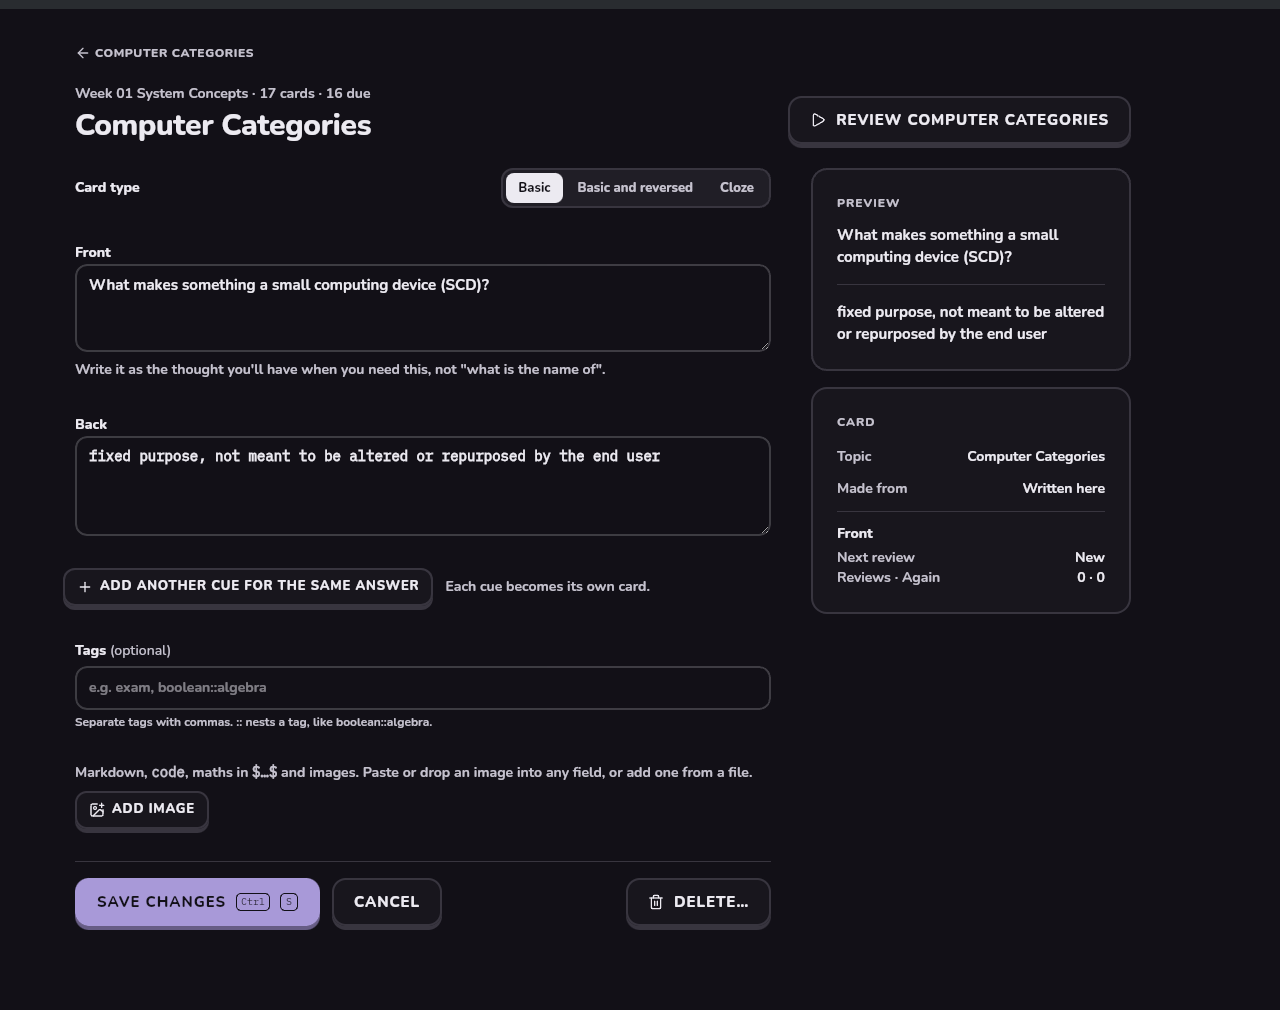 COMPUTER CATEGORIES
Week 01 System Concepts · 17 cards · 16 due
Computer Categories
REVIEW COMPUTER CATEGORIES
Card type
Basic
Basic and reversed
Cloze
Front
What makes something a small computing device (SCD)?
Write it as the thought you'll have when you need this, not "what is the name of".
Back
fixed purpose, not meant to be altered or repurposed by the end user
ADD ANOTHER CUE FOR THE SAME ANSWER
Each cue becomes its own card.
Tags (optional)
e.g. exam, boolean::algebra
Separate tags with commas. :: nests a tag, like boolean::algebra.
Markdown, code, maths in $…$ and images. Paste or drop an image into any field, or add one from a file.
ADD IMAGE
SAVE CHANGES Ctrl S
CANCEL
DELETE…
PREVIEW
What makes something a small
computing device (SCD)?
fixed purpose, not meant to be altered
or repurposed by the end user
CARD
Topic Computer Categories
Made from Written here
Front
Next review New
Reviews · Again 0 · 0